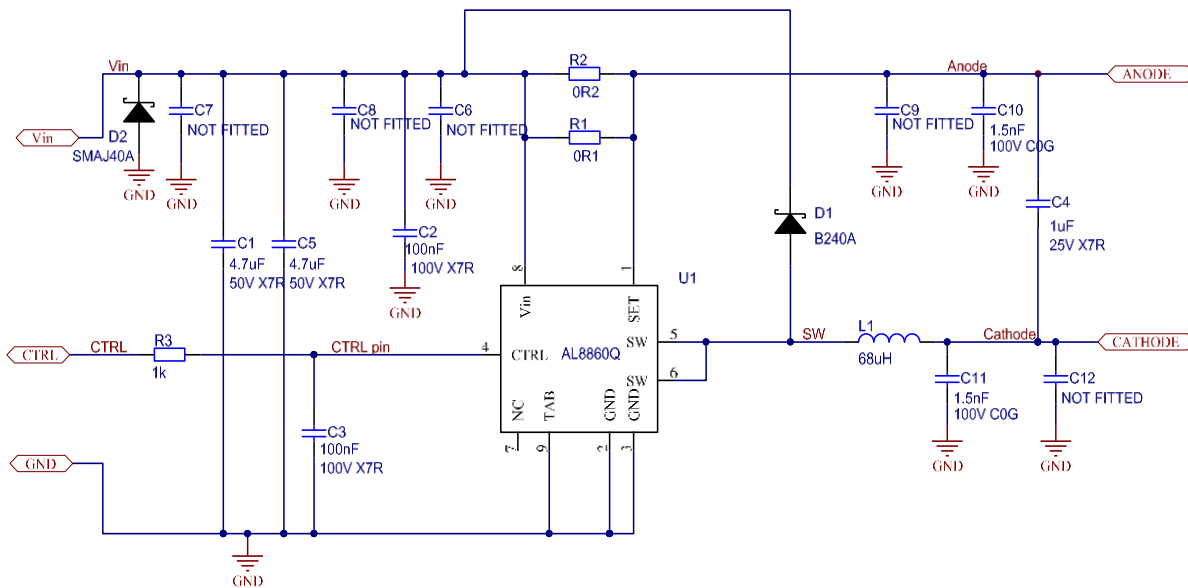 Vin
R2
Anode
ANODE
0R2
C7
NOT FITTED
C8
NOT FITTED
C6
NOT FITTED
C9
NOT FITTED
C10
1.5nF
100V C0G
Vin
D2
SMAJ40A
R1
0R1
GND
GND
GND
GND
GND
GND
C4
1uF
25V X7R
D1
B240A
C1
4.7uF
50V X7R
C5
4.7uF
50V X7R
C2
100nF
100V X7R
GND
8
1
U1
Vin
SET
CTRL
CTRL
R3
1k
CTRL pin
4
CTRL
AL8860Q
SW
5
SW
6
SW
L1
68uH
Cathode
CATHODE
C11
1.5nF
100V C0G
C12
NOT FITTED
NC
TAB
GND
GND
7
9
2
3
C3
100nF
100V X7R
GND
GND
GND
GND